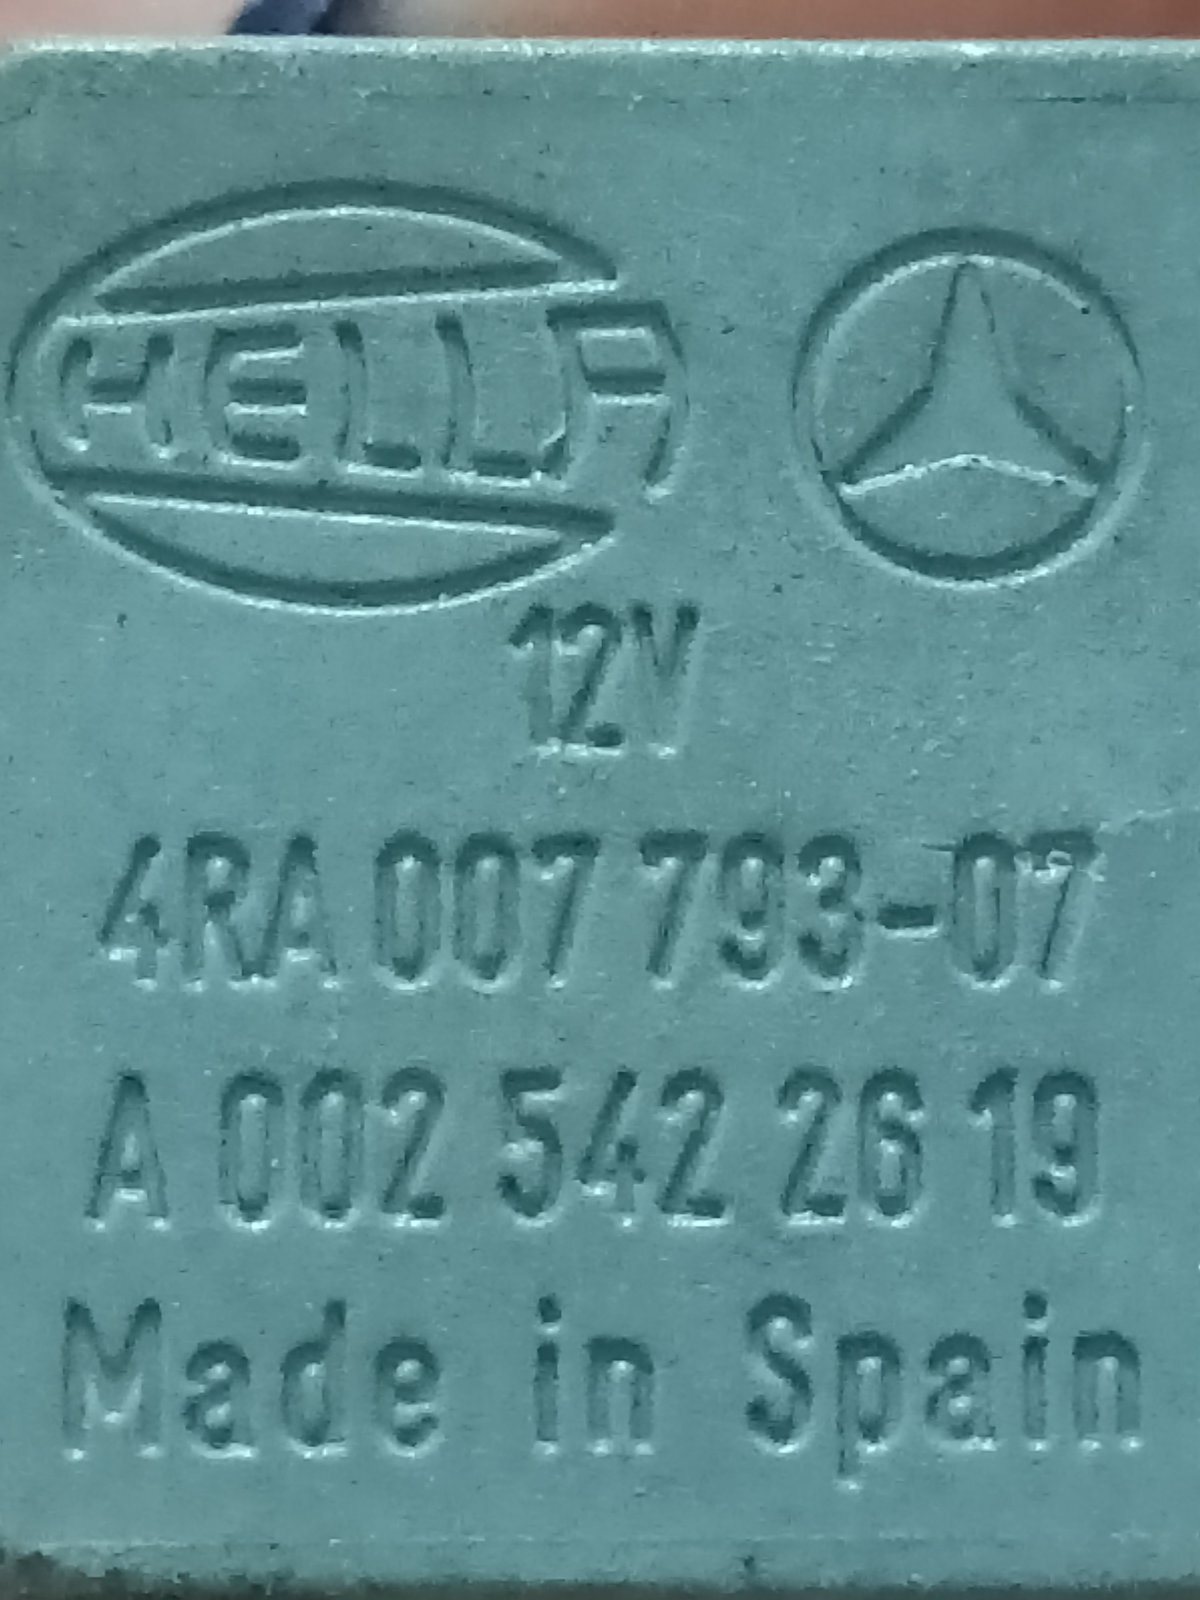 HELLA
12V
4RA 007 793-07
A 002 542 26 19
Made in Spain